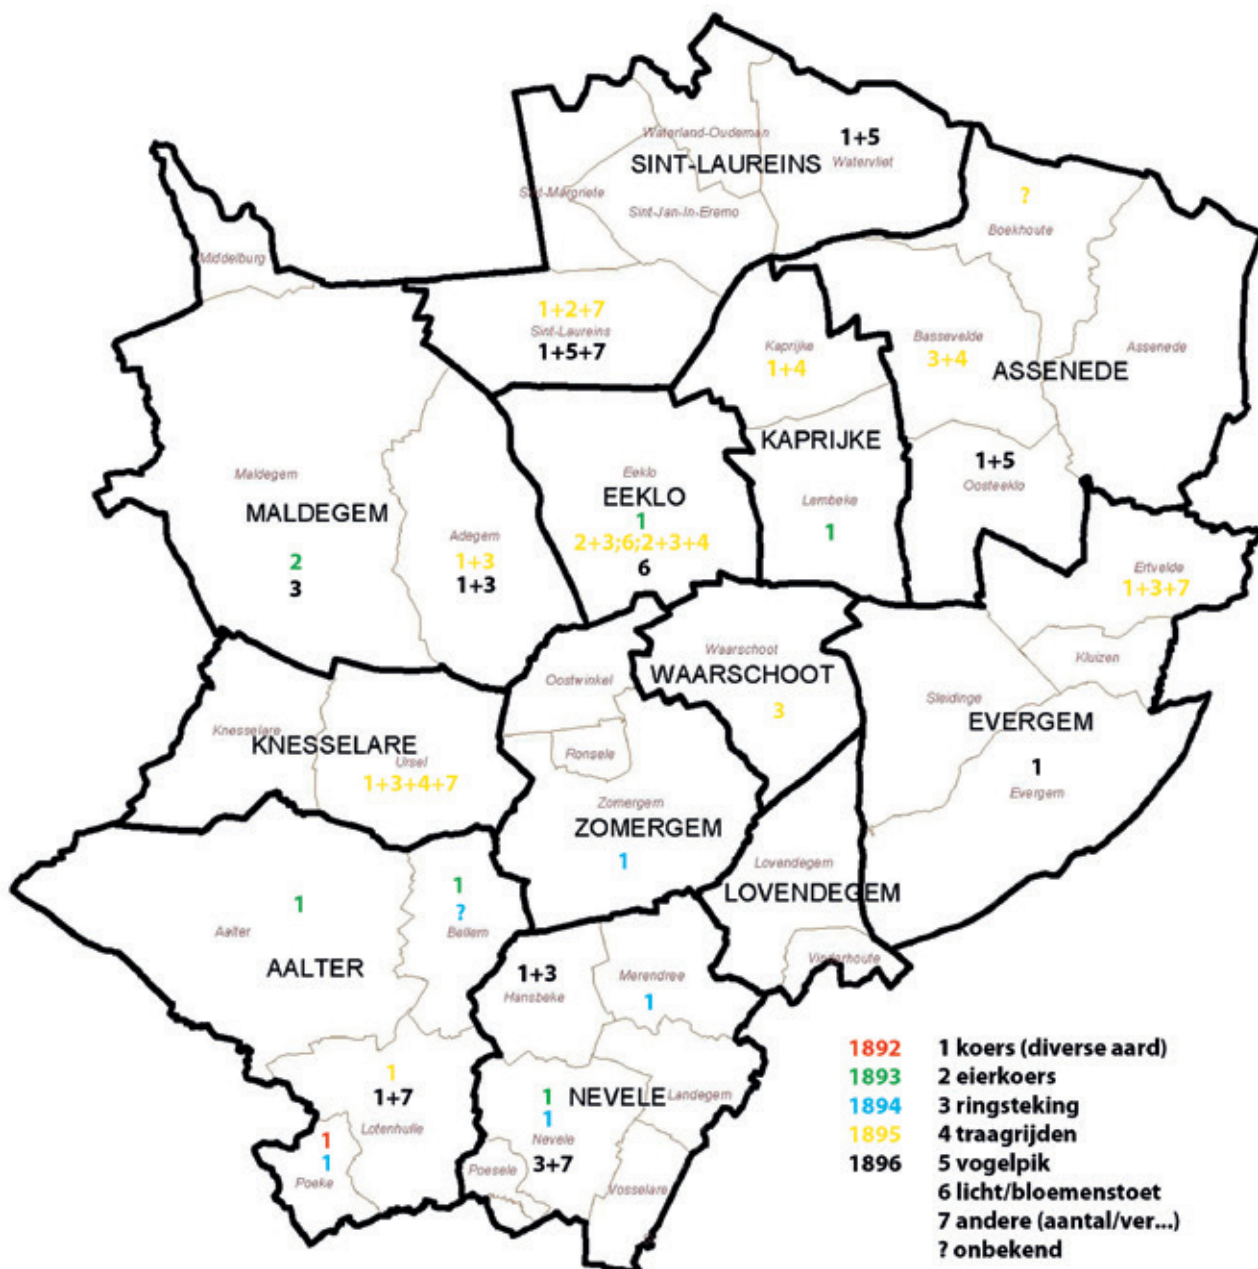 Waterland-Oudeman
1+5
SINT-LAUREINS
Watervliet
Sint-Margriete
Sint-Jan-In-Eremo
?
Boekhoute
Middelburg
1+2+7
Sint-Laureins
1+5+7
Kaprijke
1+4
Bassevelde
3+4
Assenede
ASSENEDE
KAPRIJKE
Maldegem
MALDEGEM
2
3
Adegem
1+3
1+3
Eeklo
EEKLO
1
2+3;6;2+3+4
6
Lembeke
1
1+5
Oosteeklo
Ertvelde
1+3+7
Kluizen
Waarschoot
WAARSCHOOT
3
Oostwinkel
Ronsele
Sleidinge
EVERGEM
1
Evergem
Knesselare
KNESSELARE
Ursel
1+3+4+7
Zomergem
ZOMERGEM
1
Lovendegem
LOVENDEGEM
Vinderhoute
1
Aalter
AALTER
1
?
Bellem
1+3
Hansbeke
Merendree
1
1
1+7
Lotenhulle
1
1
Poeke
1
NEVELE
1
Nevele
3+7
Landegem
Poesele
Vosselare
1892 1 koers (diverse aard)
1893 2 eierkoers
1894 3 ringsteking
1895 4 traagrijden
1896 5 vogelpik
6 licht/bloemenstoet
7 andere (aantal/ver...)
? onbekend